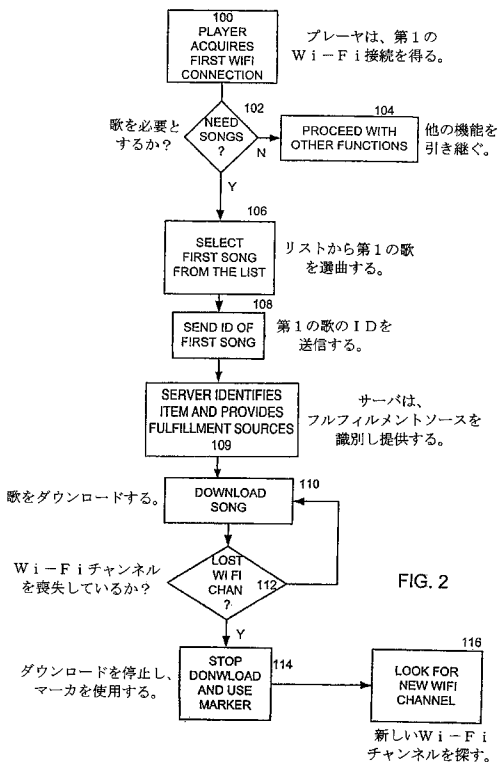 100
PLAYER
ACQUIRES
FIRST WIFI
CONNECTION
プレーヤは、第1の
Wi-Fi接続を得る。
102
NEED
SONGS
?
歌を必要と
するか?
N
Y
104
PROCEED WITH
OTHER FUNCTIONS
他の機能を
引き継ぐ。
106
SELECT
FIRST SONG
FROM THE LIST
リストから第1の歌
を選曲する。
108
SEND ID OF
FIRST SONG
第1の歌のIDを
送信する。
SERVER IDENTIFIES
ITEM AND PROVIDES
FULFILLMENT SOURCES
109
サーバは、
フルフィルメントソースを
識別し提供する。
110
DOWNLOAD
SONG
歌をダウンロードする。
LOST
WI FI
CHAN
?
112
Wi-Fiチャンネル
を喪失しているか?
Y
FIG. 2
114
STOP
DONWLOAD
AND USE
MARKER
ダウンロードを停止し、
マーカを使用する。
116
LOOK FOR
NEW WIFI
CHANNEL
新しいWi-Fi
チャンネルを探す。